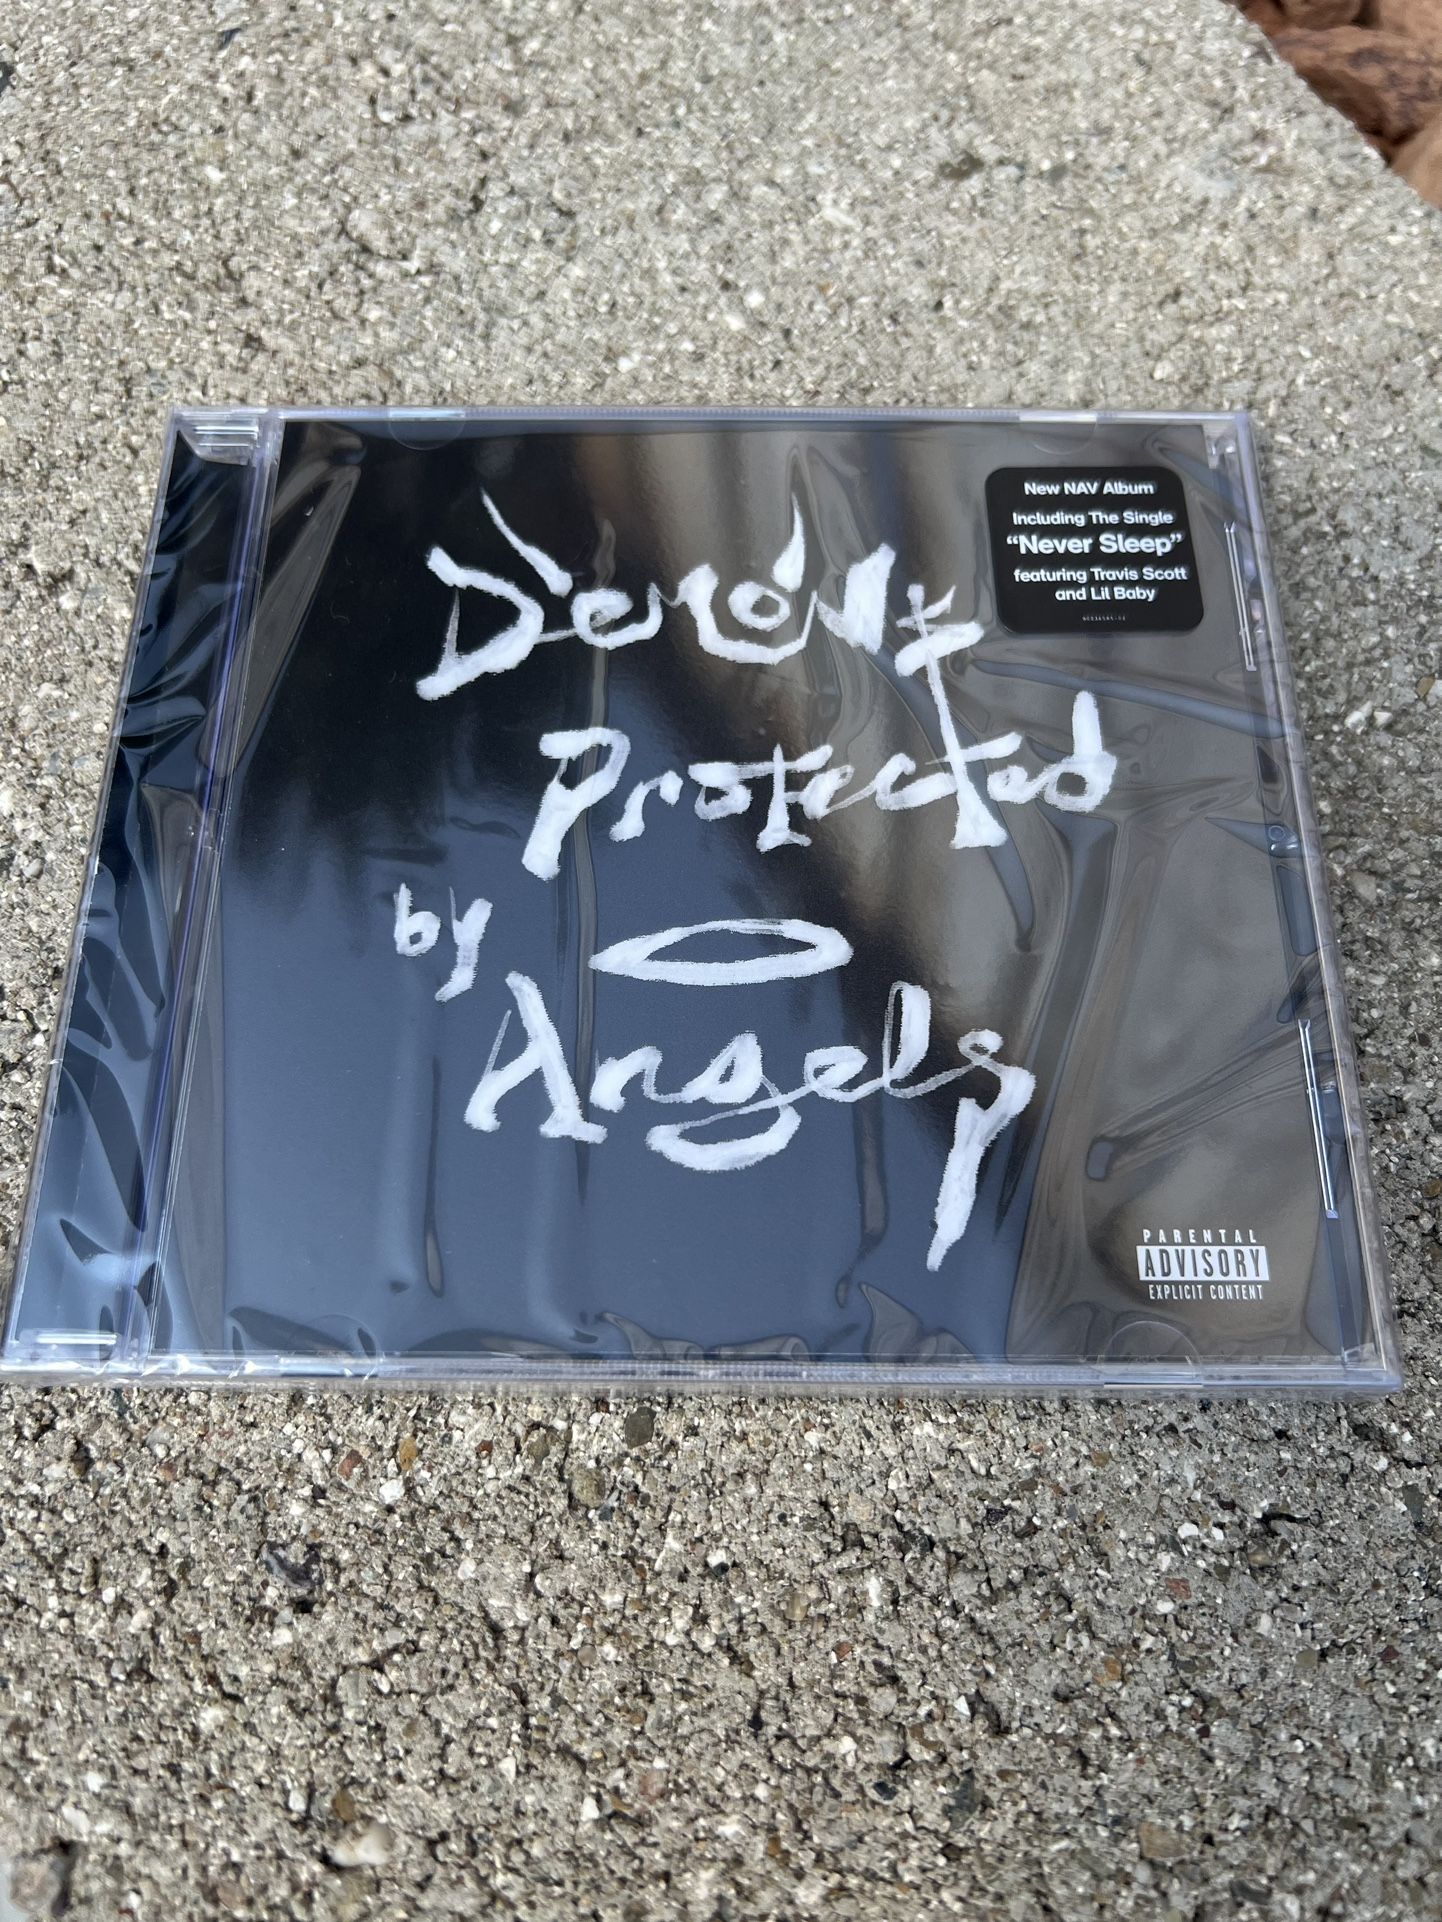 New NAV Album
Including The Single
“Never Sleep”
featuring Travis Scott
and Lil Baby
Demons
Protected
by
Angels
PARENTAL
ADVISORY
EXPLICIT CONTENT